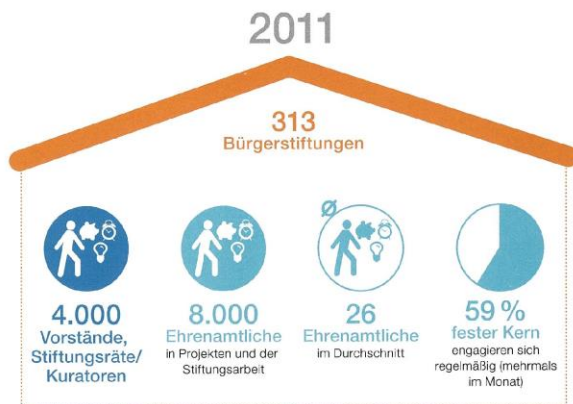 2011
313
Bürgerstiftungen
Ø
4.000
Vorstände,
Stiftungsräte/
Kuratoren
8.000
Ehrenamtliche
in Projekten und der
Stiftungsarbeit
26
Ehrenamtliche
im Durchschnitt
59 %
fester Kern
engagieren sich
regelmäßig (mehrmals
im Monat)